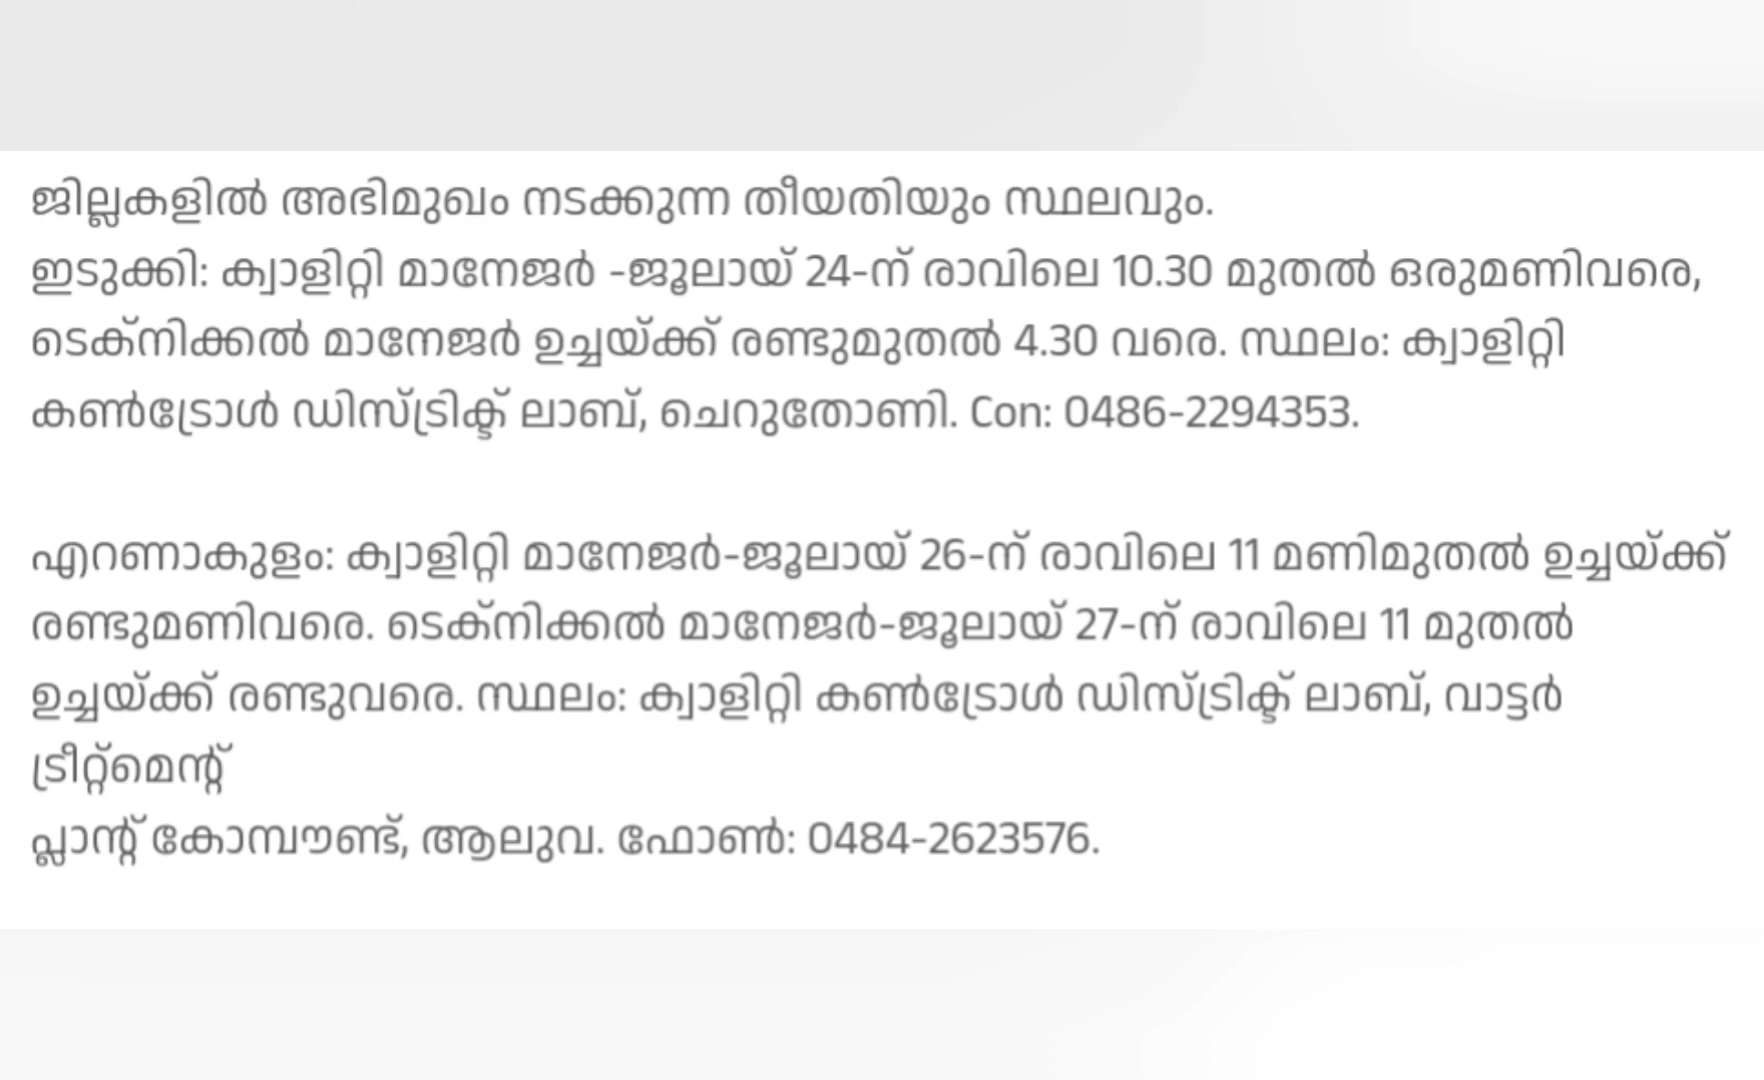 ജില്ലകളിൽ അഭിമുഖം നടക്കുന്ന തീയതിയും സ്ഥലവും.
ഇടുക്കി: ക്വാളിറ്റി മാനേജർ -ജൂലായ് 24-ന് രാവിലെ 10.30 മുതൽ ഒരുമണിവരെ,
ടെക്നിക്കൽ മാനേജർ ഉച്ചയ്ക്ക് രണ്ടുമുതൽ 4.30 വരെ. സ്ഥലം: ക്വാളിറ്റി
കൺട്രോൾ ഡിസ്ട്രിക്ട് ലാബ്, ചെറുതോണി. Con: 0486-2294353.
എറണാകുളം: ക്വാളിറ്റി മാനേജർ-ജൂലായ് 26-ന് രാവിലെ 11 മണിമുതൽ ഉച്ചയ്ക്ക്
രണ്ടുമണിവരെ. ടെക്നിക്കൽ മാനേജർ-ജൂലായ് 27-ന് രാവിലെ 11 മുതൽ
ഉച്ചയ്ക്ക് രണ്ടുവരെ. സ്ഥലം: ക്വാളിറ്റി കൺട്രോൾ ഡിസ്ട്രിക്ട് ലാബ്, വാട്ടർ
ട്രീറ്റ്മെന്റ്
പ്ലാന്റ് കോമ്പൗണ്ട്, ആലുവ. ഫോൺ: 0484-2623576.